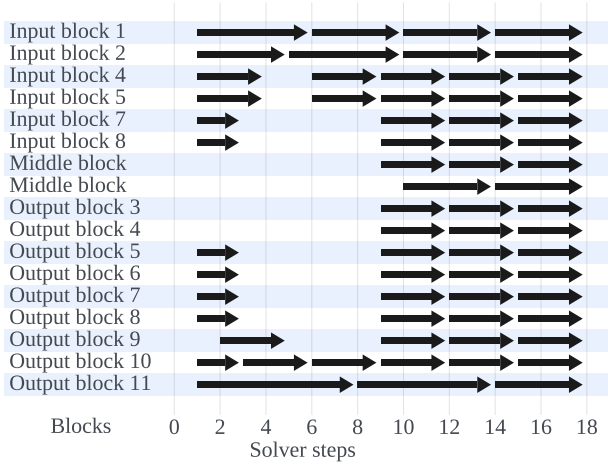 Input block 1
Input block 2
Input block 4
Input block 5
Input block 7
Input block 8
Middle block
Middle block
Output block 3
Output block 4
Output block 5
Output block 6
Output block 7
Output block 8
Output block 9
Output block 10
Output block 11
Blocks 0 2 4 6 8 10 12 14 16 18
Solver steps